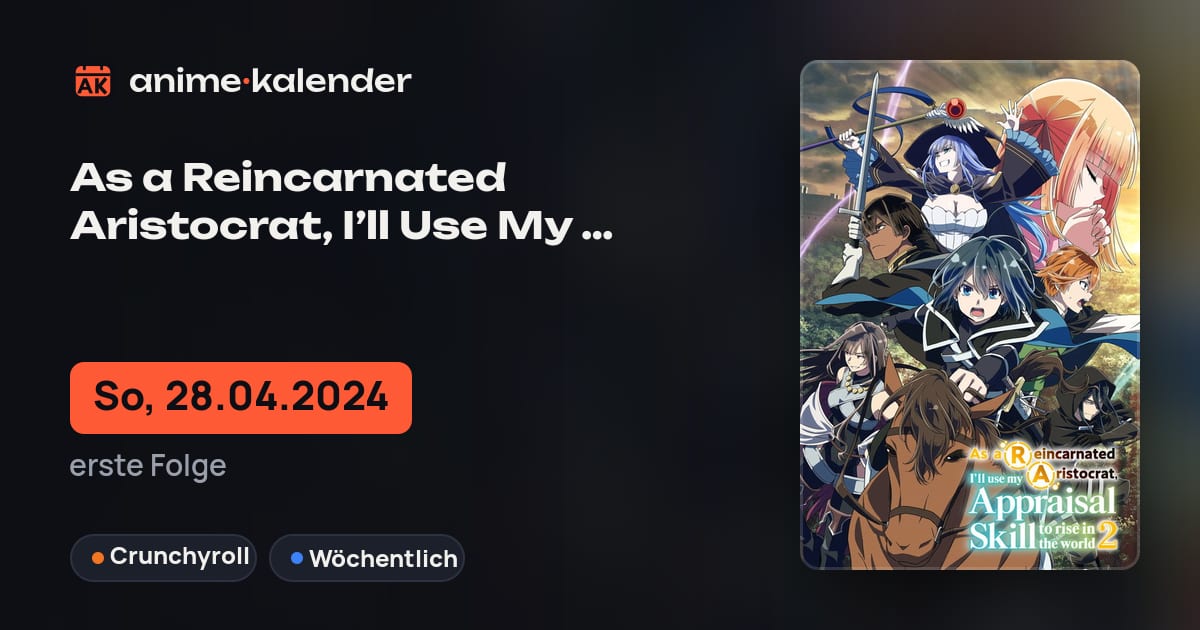 AK
anime·kalender
As a Reincarnated
Aristocrat, I’ll Use My ...
So, 28.04.2024
erste Folge
Crunchyroll
Wöchentlich
As a Reincarnated
Aristocrat,
I'll use my
Appraisal
Skill to rise in
the world 2